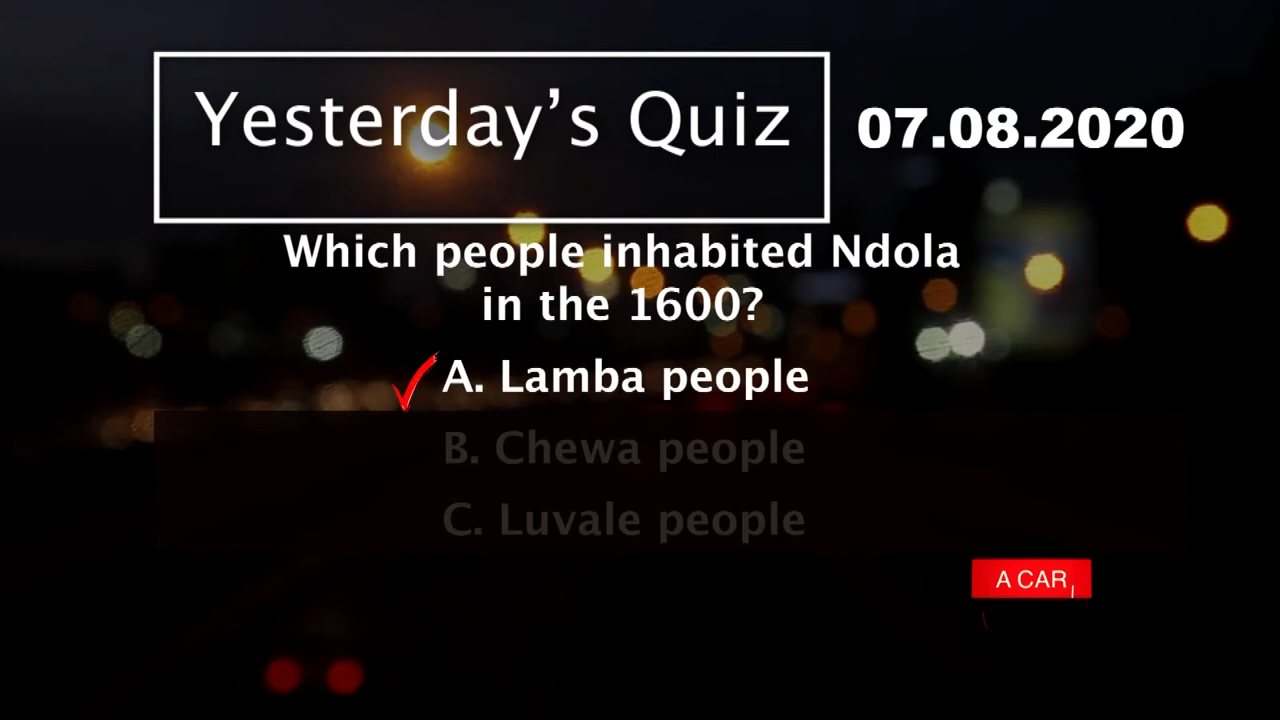 Yesterday’s Quiz
07.08.2020
Which people inhabited Ndola
in the 1600?
A. Lamba people
B. Chewa people
C. Luvale people
A CAR